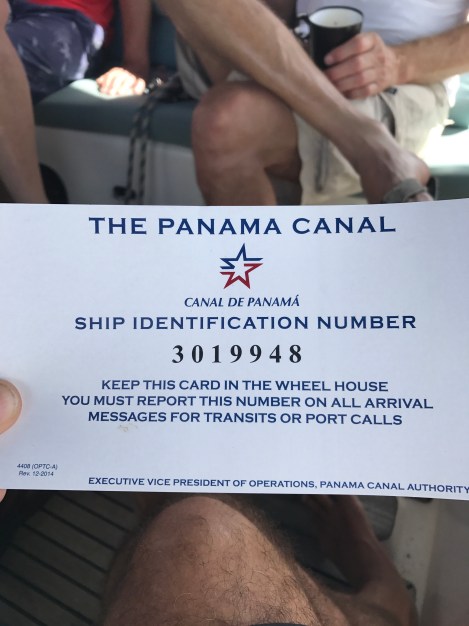 THE PANAMA CANAL
CANAL DE PANAMÁ
SHIP IDENTIFICATION NUMBER
3019948
KEEP THIS CARD IN THE WHEEL HOUSE
YOU MUST REPORT THIS NUMBER ON ALL ARRIVAL
MESSAGES FOR TRANSITS OR PORT CALLS
4408 (OPTC-A)
Rev. 12-2014
EXECUTIVE VICE PRESIDENT OF OPERATIONS, PANAMA CANAL AUTHORITY